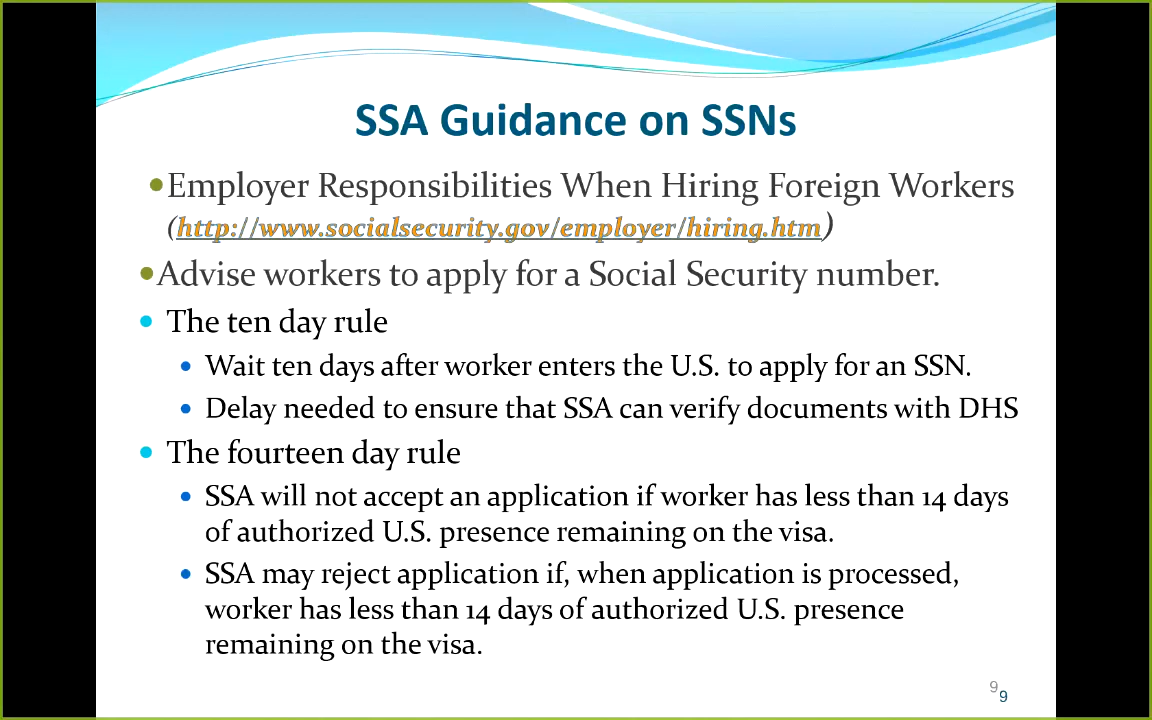 SSA Guidance on SSNs
•Employer Responsibilities When Hiring Foreign Workers
(http://www.socialsecurity.gov/employer/hiring.htm)
•Advise workers to apply for a Social Security number.
• The ten day rule
• Wait ten days after worker enters the U.S. to apply for an SSN.
• Delay needed to ensure that SSA can verify documents with DHS
• The fourteen day rule
• SSA will not accept an application if worker has less than 14 days
of authorized U.S. presence remaining on the visa.
• SSA may reject application if, when application is processed,
worker has less than 14 days of authorized U.S. presence
remaining on the visa.
9
9